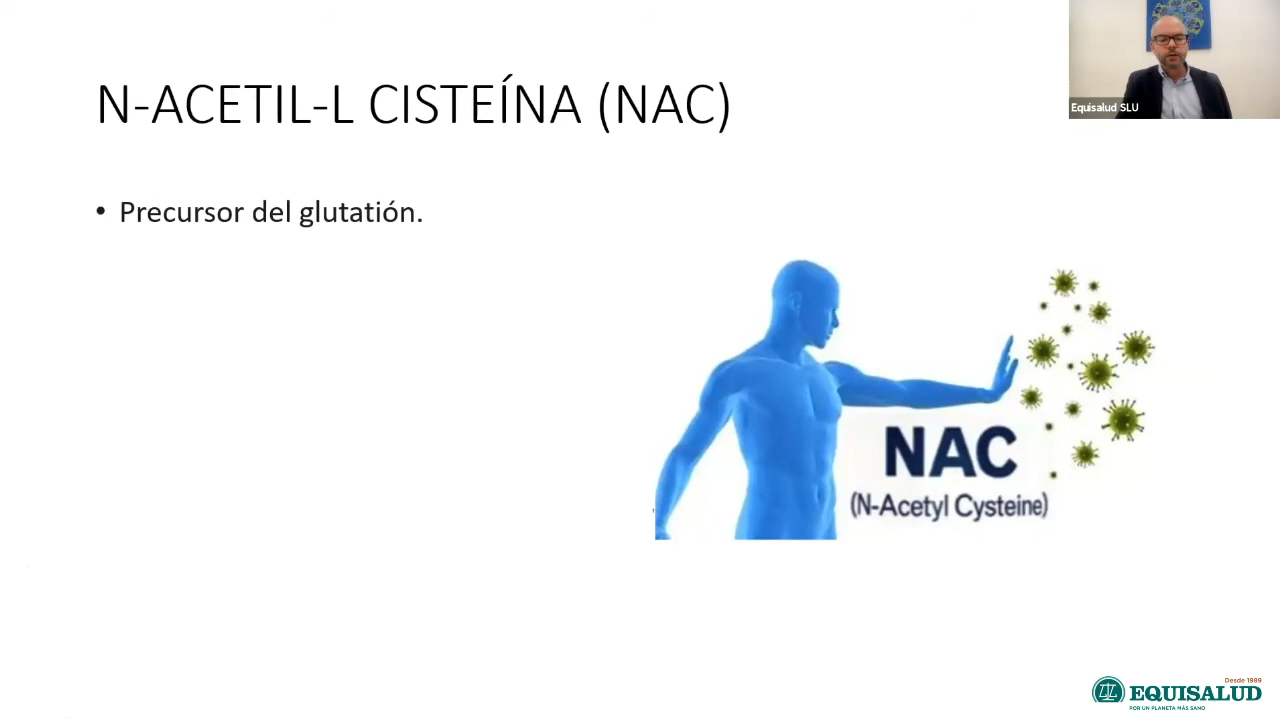 N-ACETIL-L CISTEÍNA (NAC)
Equisalud SLU
• Precursor del glutatión.
NAC
(N-Acetyl Cysteine)
Desde 1989
EQUISALUD
POR UN PLANETA MÁS SANO